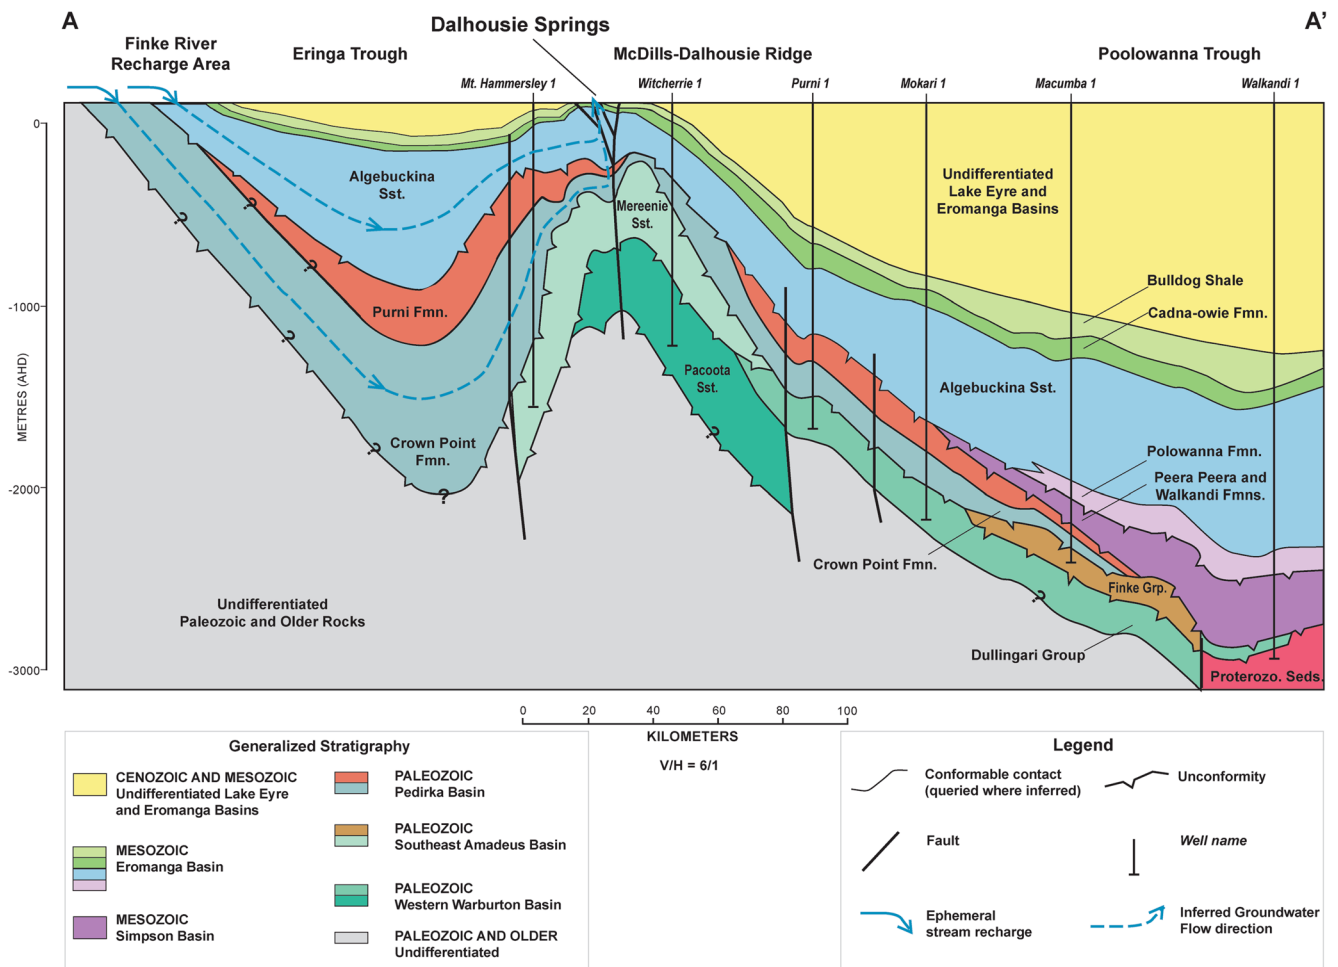 A
Dalhousie Springs
A'
Finke River
Recharge Area
Eringa Trough
McDills-Dalhousie Ridge
Poolowanna Trough
Mt. Hammersley 1
Witcherrie 1
Purni 1
Mokari 1
Macumba 1
Walkandi 1
METRES (AHD)
0
-1000
-2000
-3000
Algebuckina
Sst.
Mereenie
Sst.
Undifferentiated
Lake Eyre and
Eromanga Basins
Purni Fmn.
Bulldog Shale
Cadna-owie Fmn.
Pacoota
Sst.
Algebuckina Sst.
Crown Point
Fmn.
Polowanna Fmn.
Peera Peera and
Walkandi Fmns.
Crown Point Fmn.
Finke Grp.
Undifferentiated
Paleozoic and Older Rocks
Dullingari Group
Proterozo. Seds.
?
?
?
?
?
?
?
?
0 20 40 60 80 100
KILOMETERS
V/H = 6/1
Generalized Stratigraphy
CENOZOIC AND MESOZOIC
Undifferentiated Lake Eyre
and Eromanga Basins
MESOZOIC
Eromanga Basin
MESOZOIC
Simpson Basin
PALEOZOIC
Pedirka Basin
PALEOZOIC
Southeast Amadeus Basin
PALEOZOIC
Western Warburton Basin
PALEOZOIC AND OLDER
Undifferentiated
Legend
Conformable contact
(queried where inferred)
Unconformity
Fault
Well name
Ephemeral
stream recharge
Inferred Groundwater
Flow direction